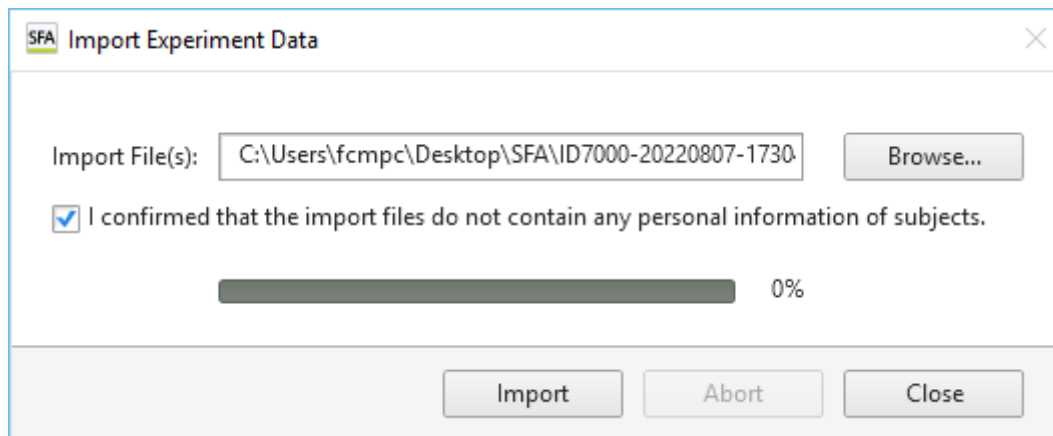 SFA Import Experiment Data
Import File(s): C:\Users\fcmpc\Desktop\SFA\ID7000-20220807-1730 Browse...
I confirmed that the import files do not contain any personal information of subjects.
0%
Import Abort Close